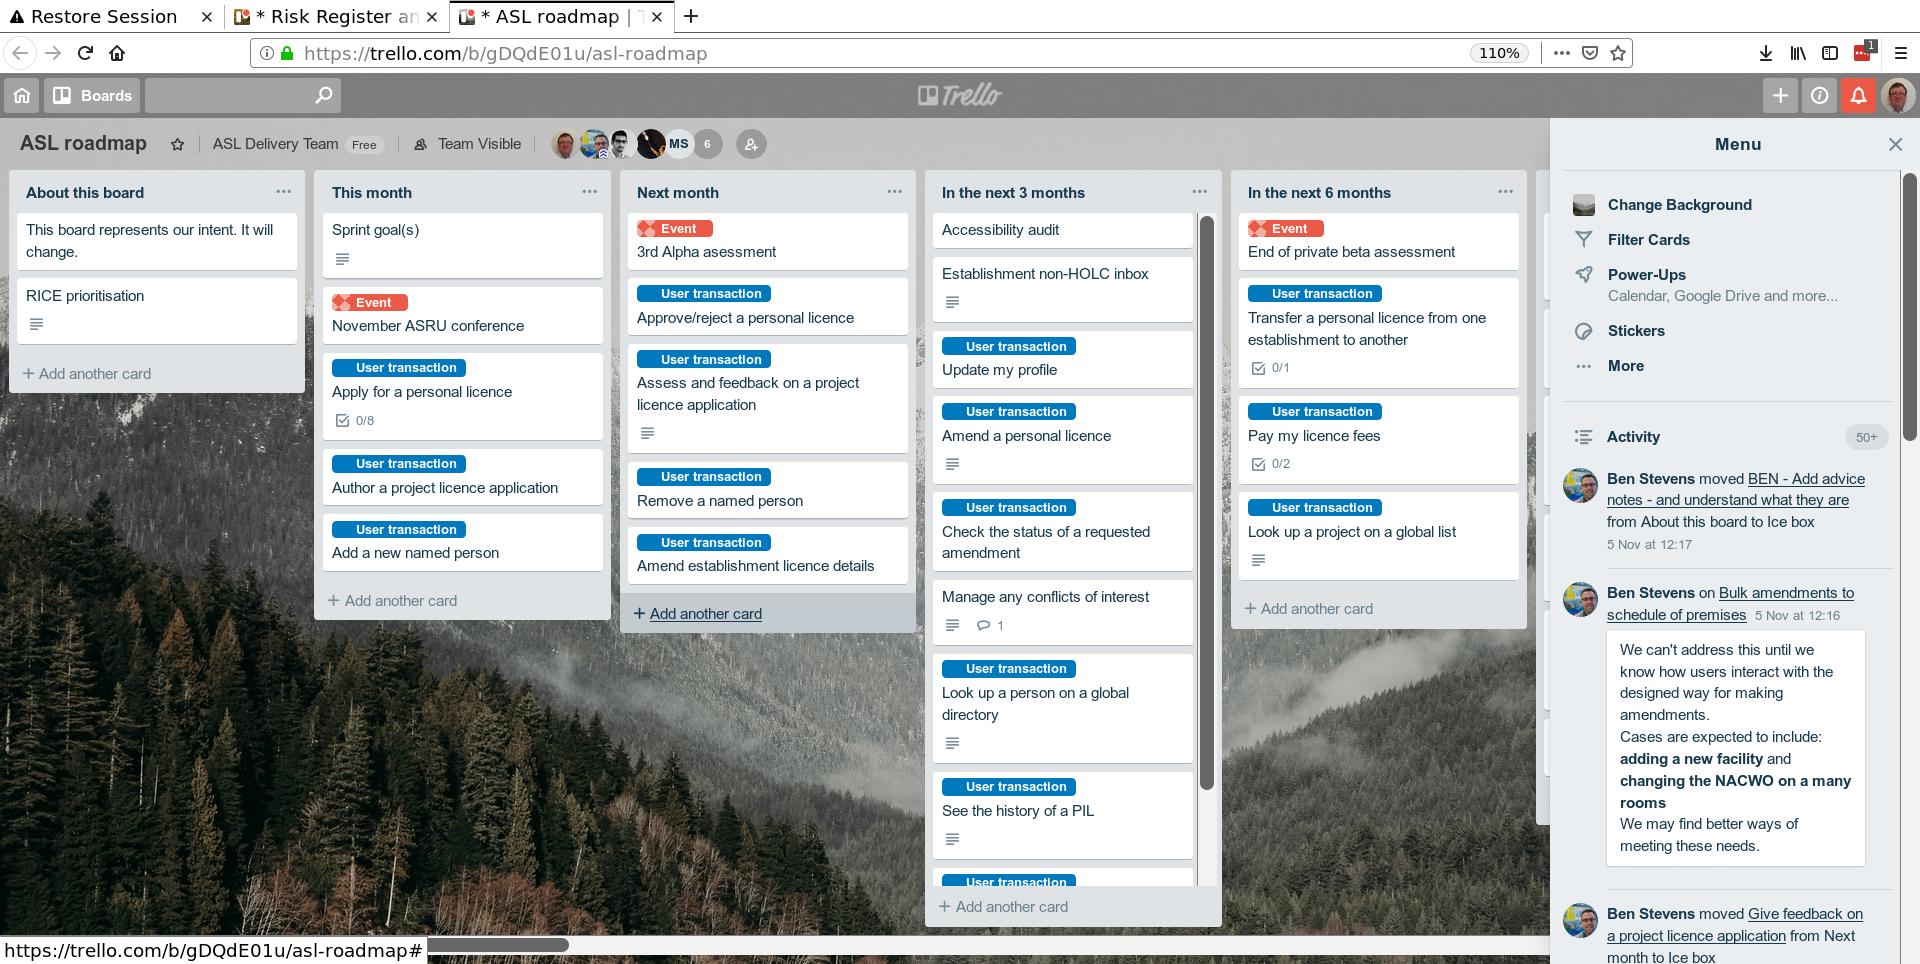 Restore Session
* Risk Register an
* ASL roadmap | T
https://trello.com/b/gDQdE01u/asl-roadmap
110%
1
Boards
Trello
ASL roadmap
ASL Delivery Team
Free
Team Visible
MS
6
About this board
This board represents our intent. It will
change.
RICE prioritisation
+ Add another card
This month
Sprint goal(s)
Event
November ASRU conference
User transaction
Apply for a personal licence
0/8
User transaction
Author a project licence application
User transaction
Add a new named person
+ Add another card
Next month
Event
3rd Alpha asessment
User transaction
Approve/reject a personal licence
User transaction
Assess and feedback on a project
licence application
User transaction
Remove a named person
User transaction
Amend establishment licence details
+ Add another card
In the next 3 months
Accessibility audit
Establishment non-HOLC inbox
User transaction
Update my profile
User transaction
Amend a personal licence
User transaction
Check the status of a requested
amendment
Manage any conflicts of interest
1
User transaction
Look up a person on a global
directory
User transaction
See the history of a PIL
User transaction
+ Add another card
In the next 6 months
Event
End of private beta assessment
User transaction
Transfer a personal licence from one
establishment to another
0/1
User transaction
Pay my licence fees
0/2
User transaction
Look up a project on a global list
+ Add another card
Menu
Change Background
Filter Cards
Power-Ups
Calendar, Google Drive and more...
Stickers
More
Activity
50+
Ben Stevens moved BEN - Add advice
notes - and understand what they are
from About this board to Ice box
5 Nov at 12:17
Ben Stevens on Bulk amendments to
schedule of premises 5 Nov at 12:16
We can't address this until we
know how users interact with the
designed way for making
amendments.
Cases are expected to include:
adding a new facility and
changing the NACWO on a many
rooms
We may find better ways of
meeting these needs.
Ben Stevens moved Give feedback on
a project licence application from Next
month to Ice box
https://trello.com/b/gDQdE01u/asl-roadmap#